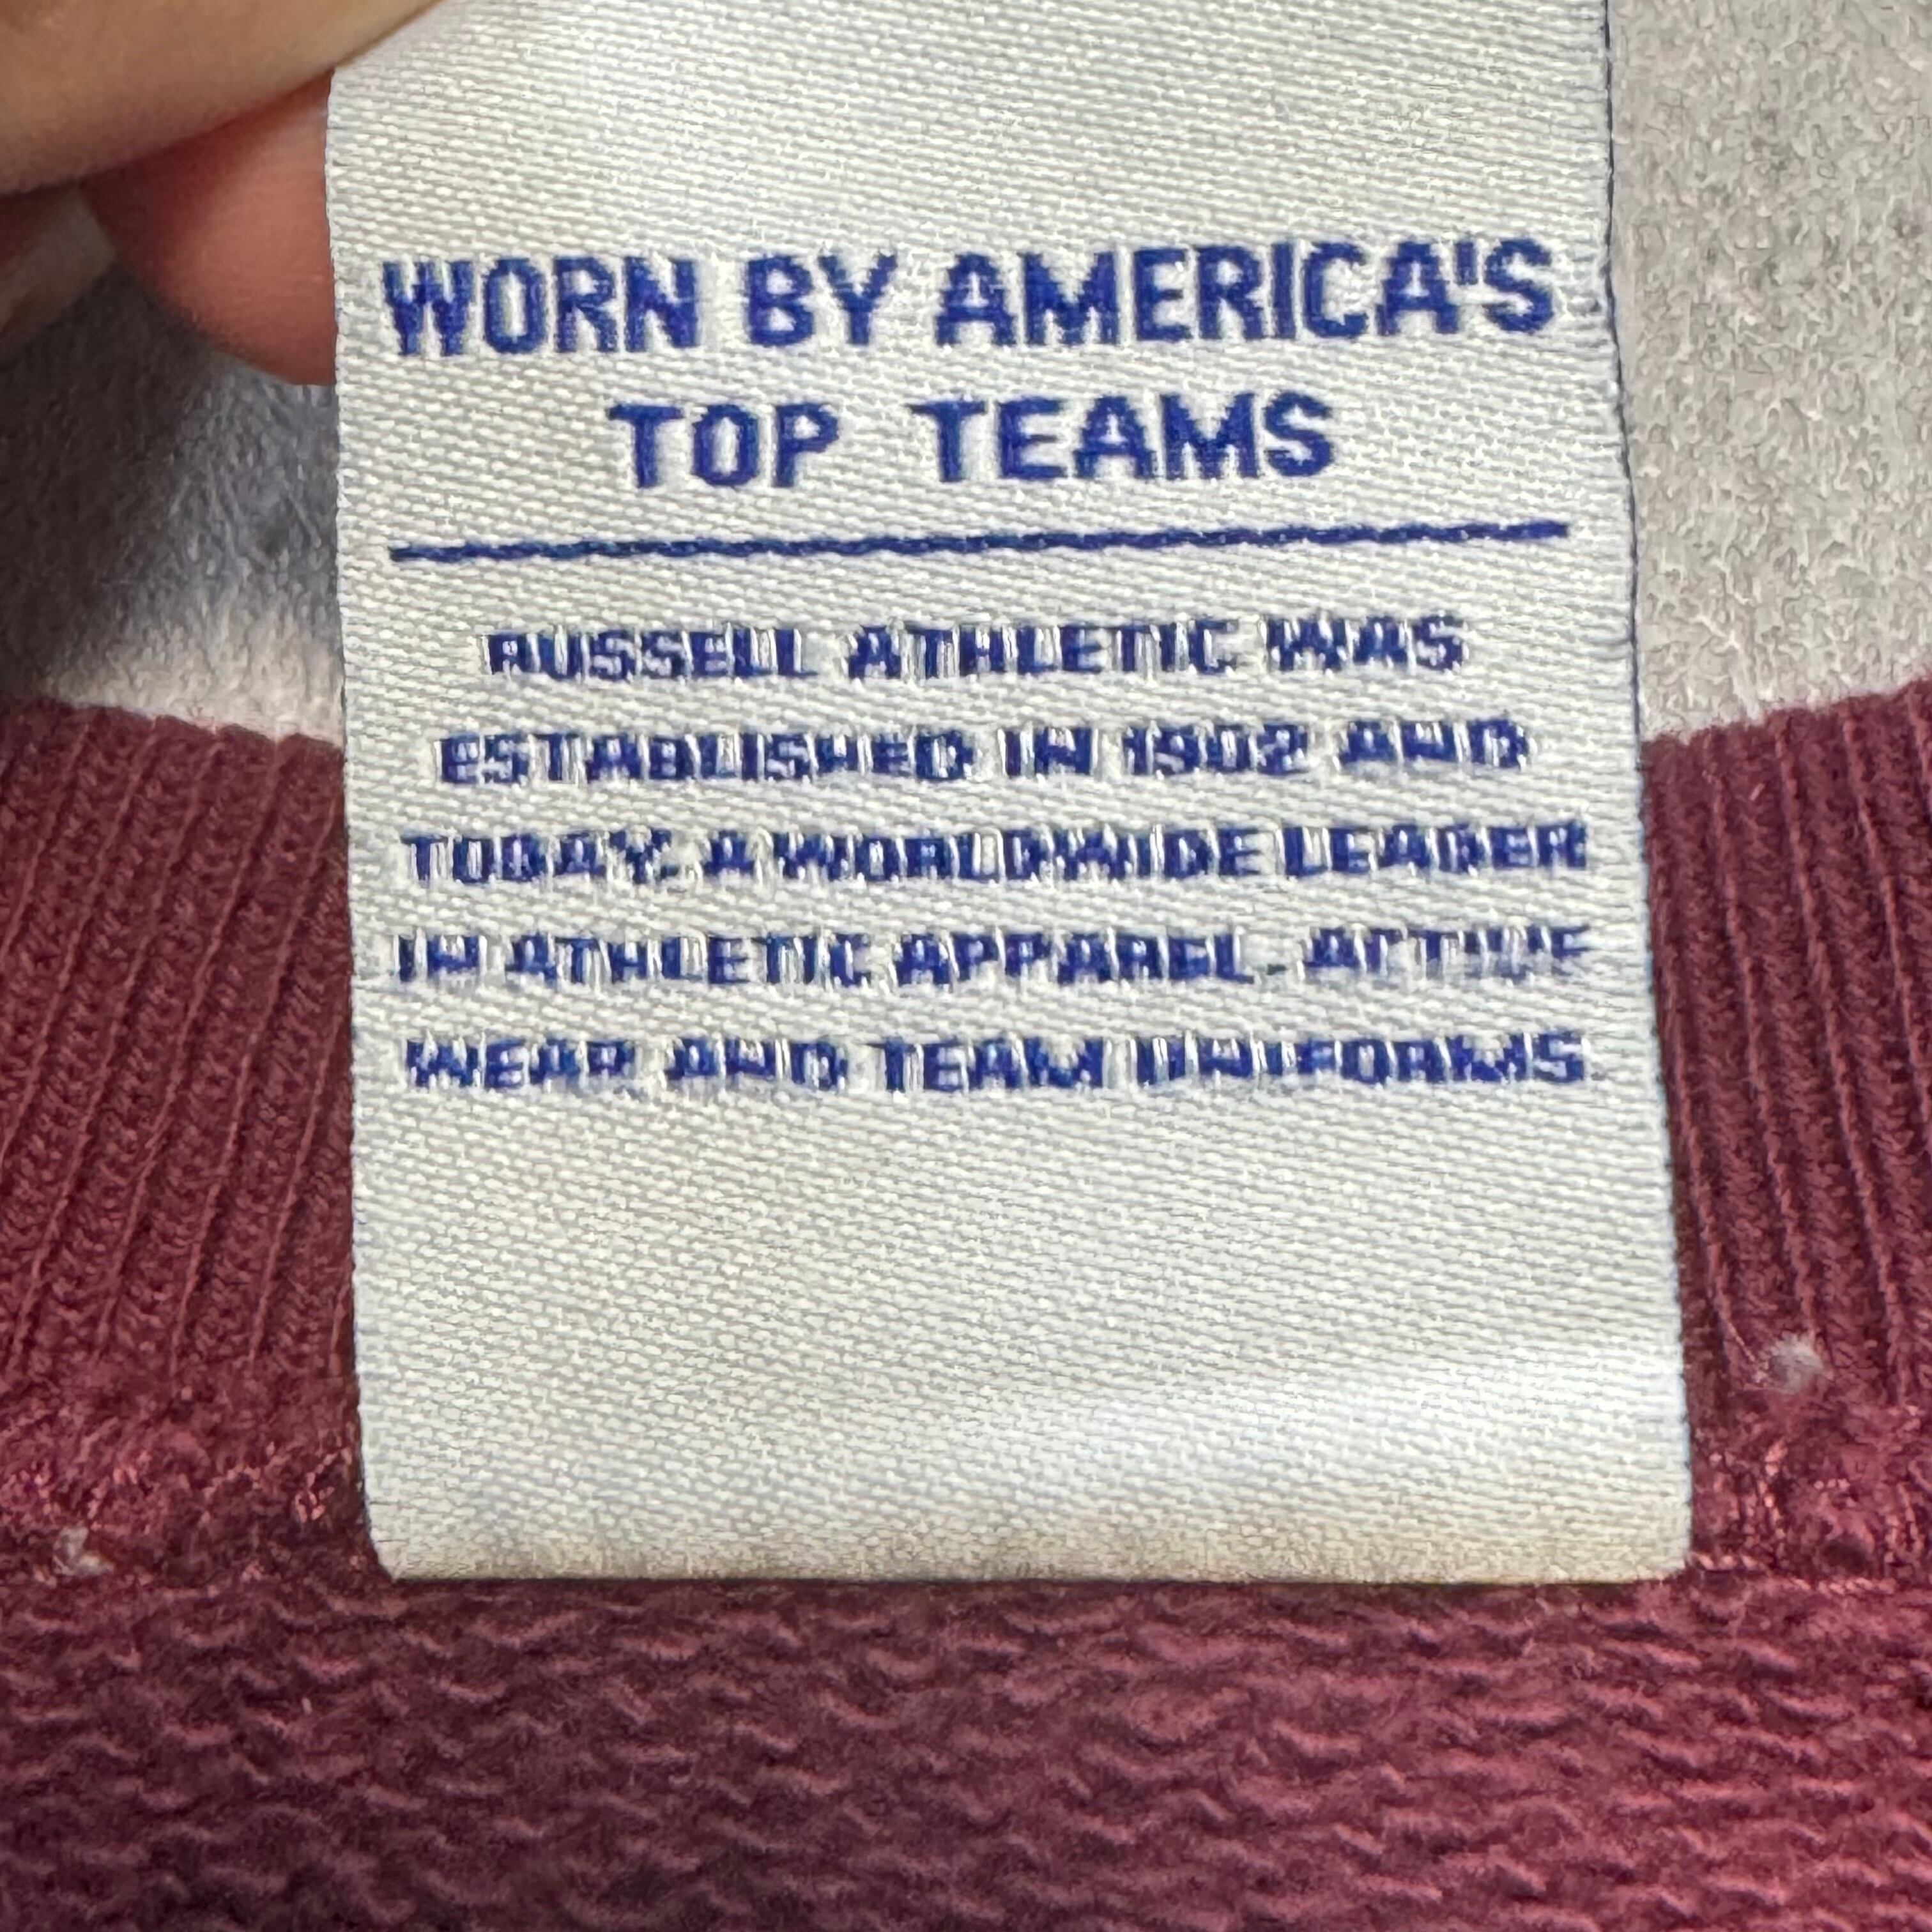 WORN BY AMERICA'S
TOP TEAMS
RUSSELL ATHLETIC WAS
ESTABLISHED IN 1902 AND
TODAY, A WORLDWIDE LEADER
IN ATHLETIC APPAREL, ACTIVE
WEAR AND TEAM UNIFORMS